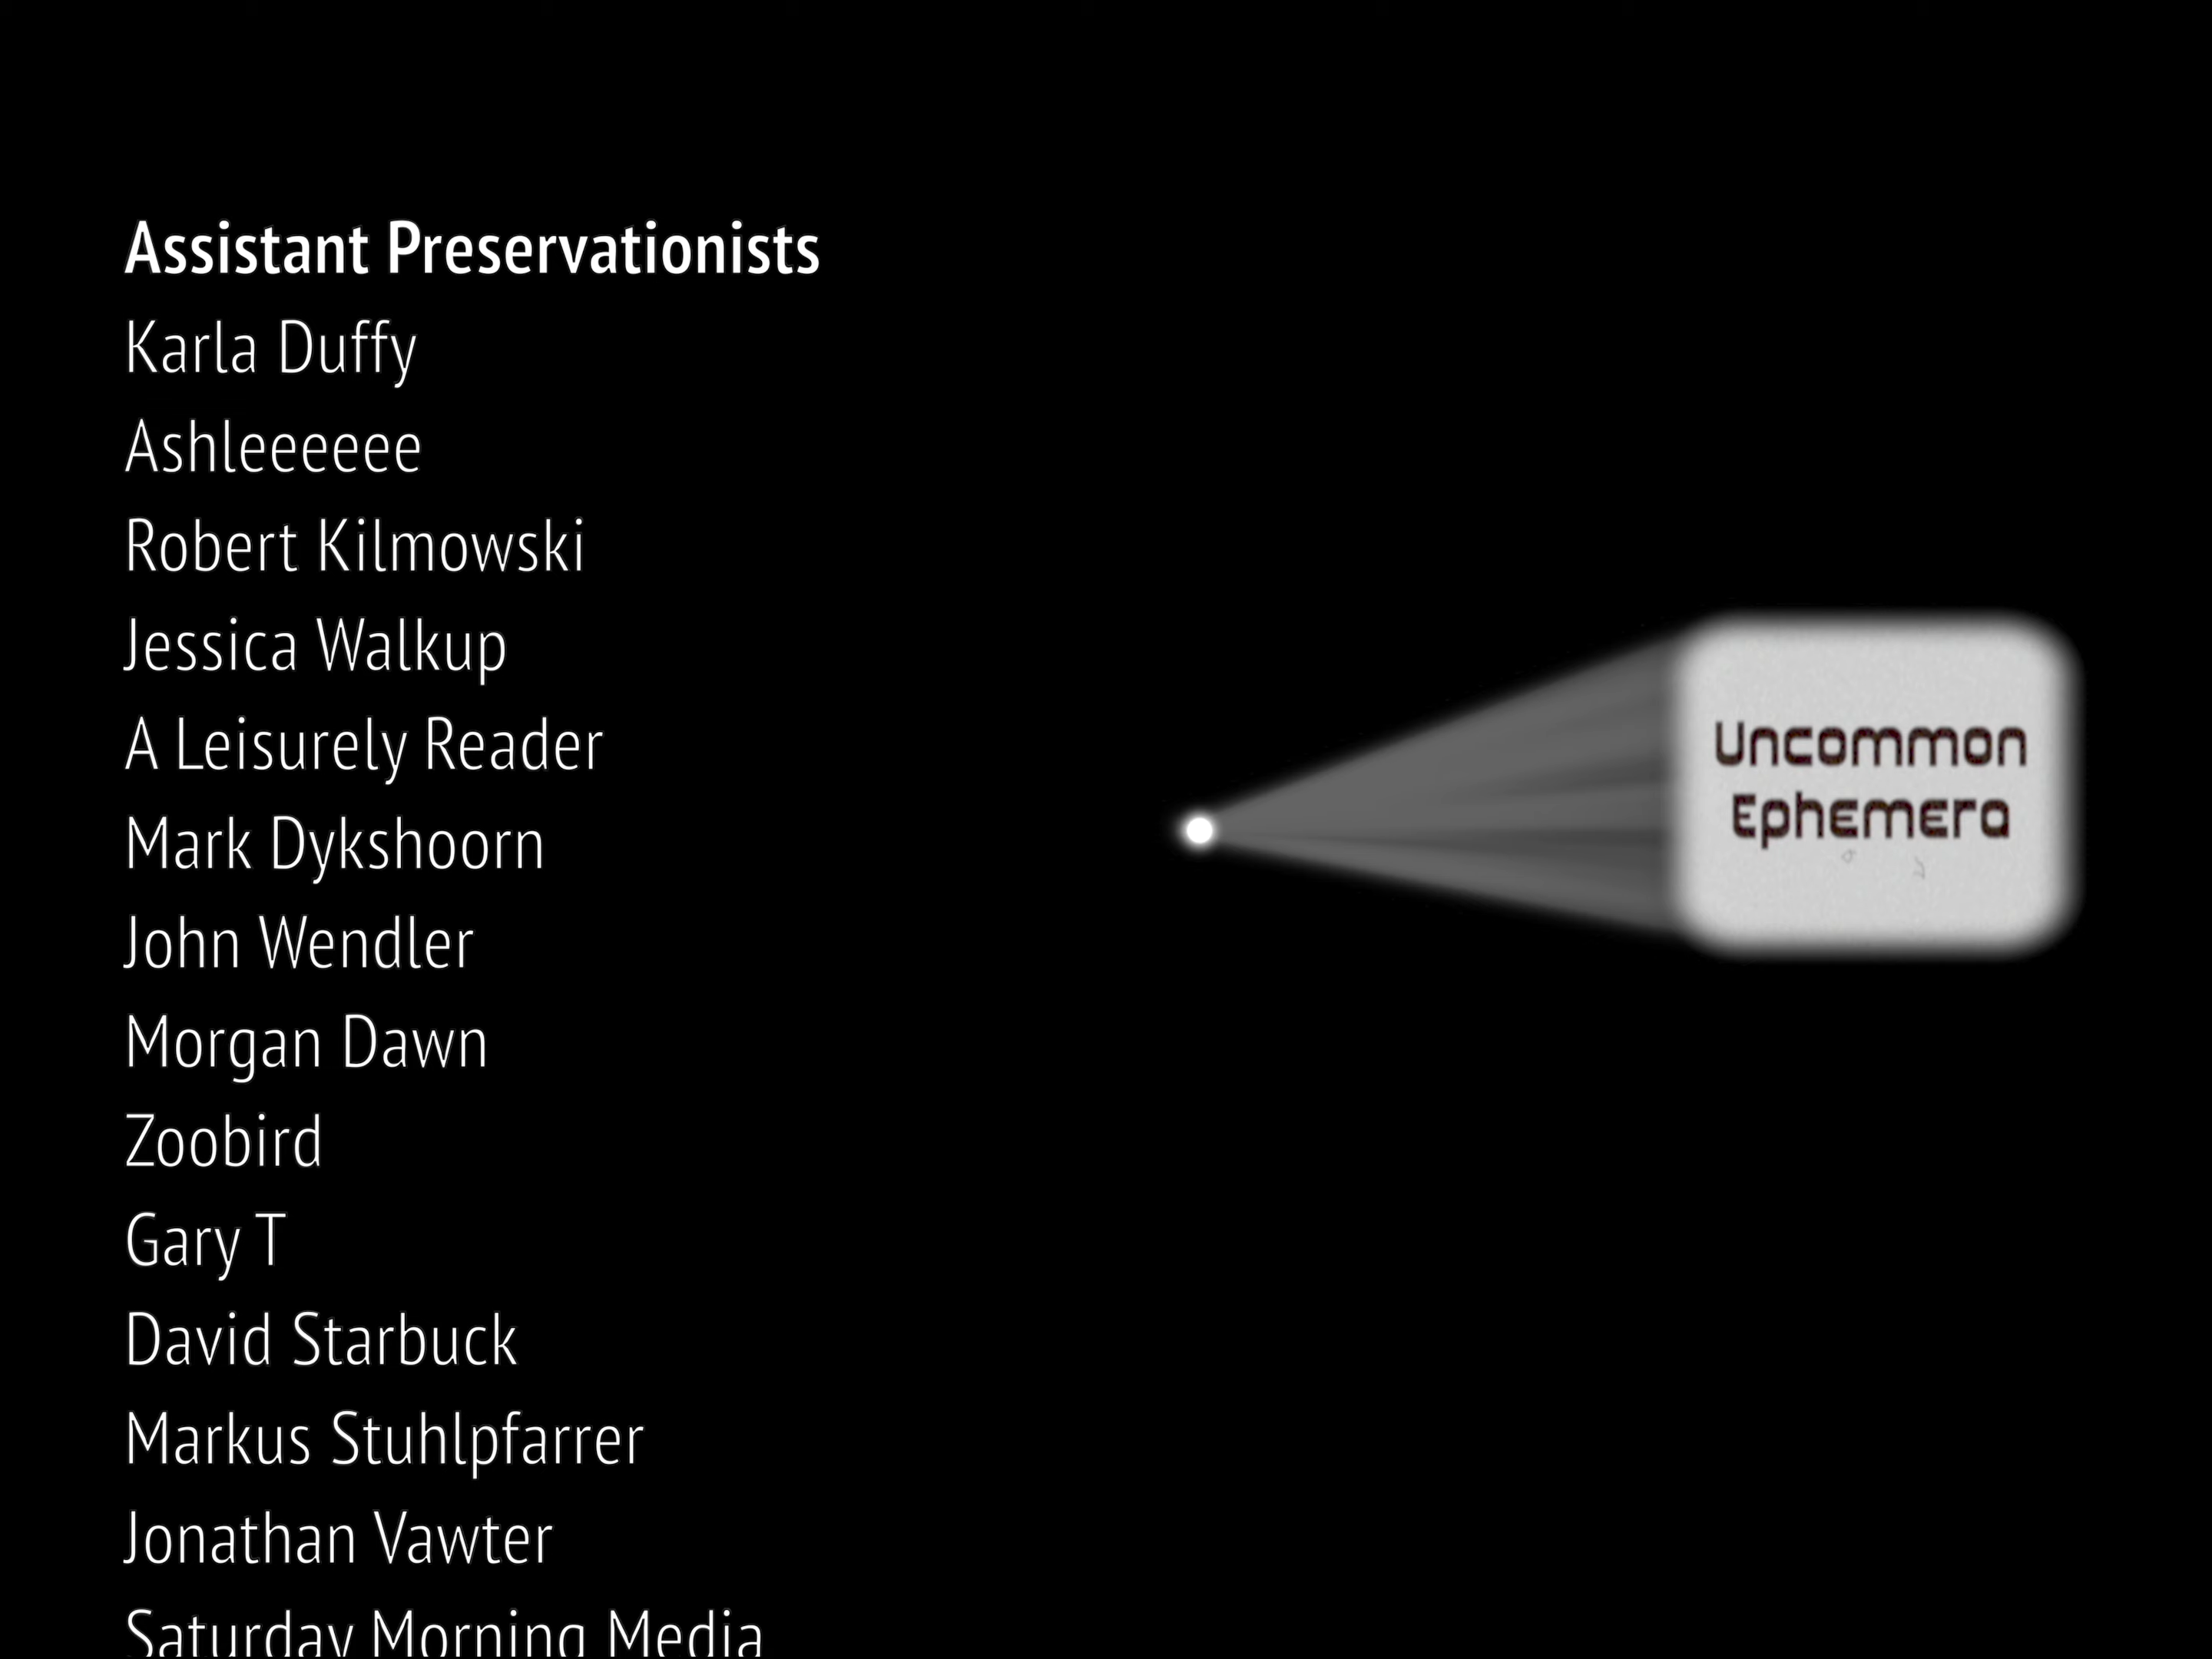 Assistant Preservationists
Karla Duffy
Ashleeeeee
Robert Kilmowski
Jessica Walkup
A Leisurely Reader
Mark Dykshoorn
John Wendler
Morgan Dawn
Zoobird
Gary T
David Starbuck
Markus Stuhlpfarrer
Jonathan Vawter
Saturday Morning Media
Uncommon
Ephemera